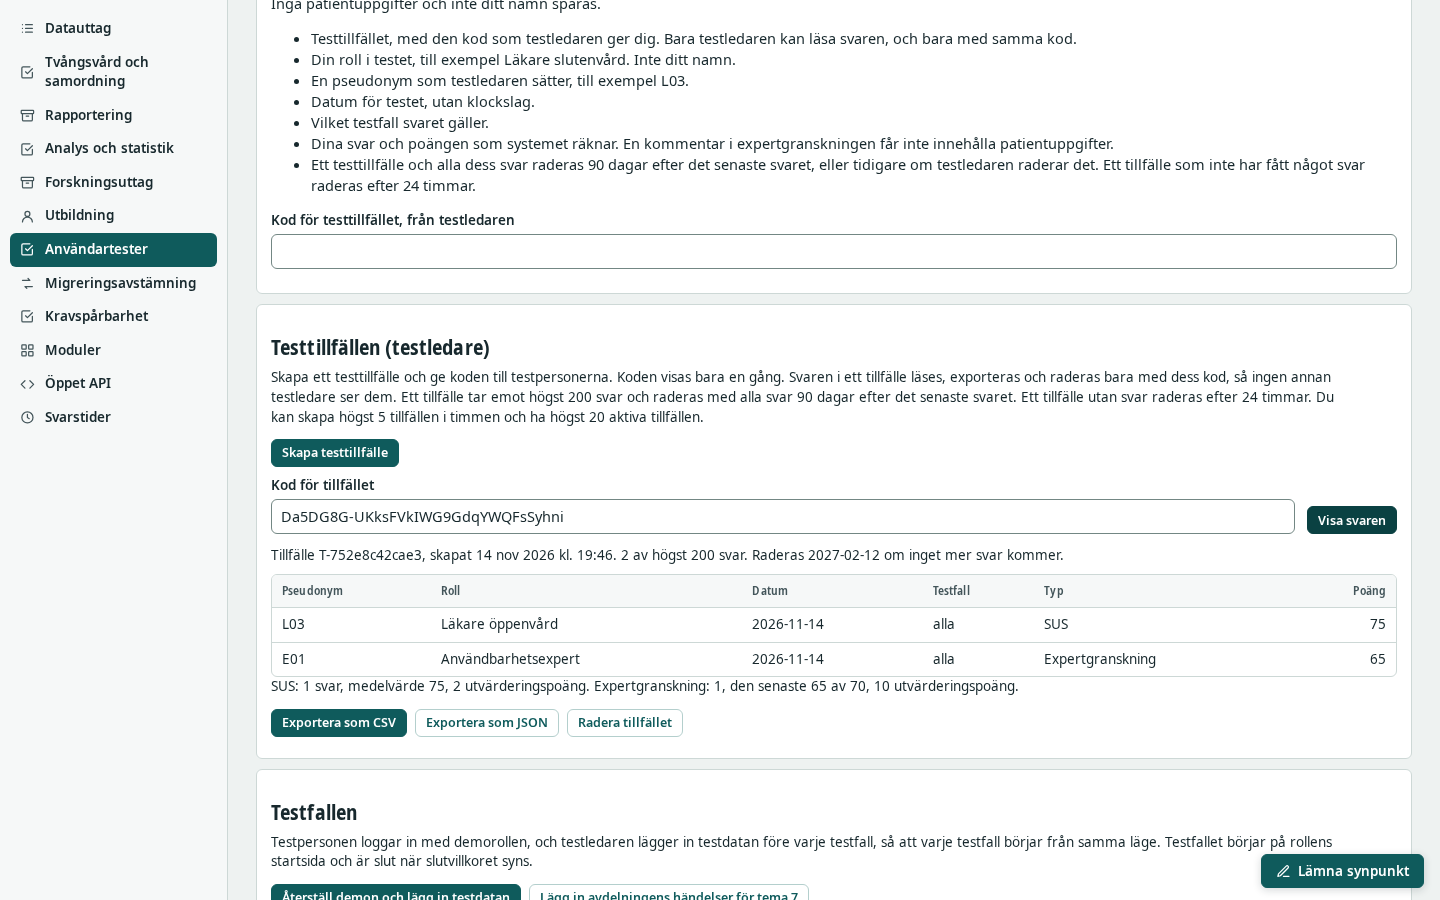 Datauttag
Tvångsvård och
samordning
Rapportering
Analys och statistik
Forskningsuttag
Utbildning
Användartester
Migreringsavstämning
Kravspårbarhet
Moduler
Öppet API
Svarstider
Inga patientuppgifter och inte ditt namn sparas.
Testtillfället, med den kod som testledaren ger dig. Bara testledaren kan läsa svaren, och bara med samma kod.
Din roll i testet, till exempel Läkare slutenvård. Inte ditt namn.
En pseudonym som testledaren sätter, till exempel L03.
Datum för testet, utan klockslag.
Vilket testfall svaret gäller.
Dina svar och poängen som systemet räknar. En kommentar i expertgranskningen får inte innehålla patientuppgifter.
Ett testtillfälle och alla dess svar raderas 90 dagar efter det senaste svaret, eller tidigare om testledaren raderar det. Ett tillfälle som inte har fått något svar
raderas efter 24 timmar.
Kod för testtillfället, från testledaren
Testtillfällen (testledare)
Skapa ett testtillfälle och ge koden till testpersonerna. Koden visas bara en gång. Svaren i ett tillfälle läses, exporteras och raderas bara med dess kod, så ingen annan
testledare ser dem. Ett tillfälle tar emot högst 200 svar och raderas med alla svar 90 dagar efter det senaste svaret. Ett tillfälle utan svar raderas efter 24 timmar. Du
kan skapa högst 5 tillfällen i timmen och ha högst 20 aktiva tillfällen.
Skapa testtillfälle
Kod för tillfället
Da5DG8G-UKksFVkIWG9GdqYWQFsSyhni
Visa svaren
Tillfälle T-752e8c42cae3, skapat 14 nov 2026 kl. 19:46. 2 av högst 200 svar. Raderas 2027-02-12 om inget mer svar kommer.
Pseudonym Roll Datum Testfall Typ Poäng
L03 Läkare öppenvård 2026-11-14 alla SUS 75
E01 Användbarhetsexpert 2026-11-14 alla Expertgranskning 65
SUS: 1 svar, medelvärde 75, 2 utvärderingspoäng. Expertgranskning: 1, den senaste 65 av 70, 10 utvärderingspoäng.
Exportera som CSV Exportera som JSON Radera tillfället
Testfallen
Testpersonen loggar in med demorollen, och testledaren lägger in testdatan före varje testfall, så att varje testfall börjar från samma läge. Testfallet börjar på rollens
startsida och är slut när slutvillkoret syns.
Återställ demon och lägg in testdatan Lägg in avdelningens händelser för tema 7
Lämna synpunkt